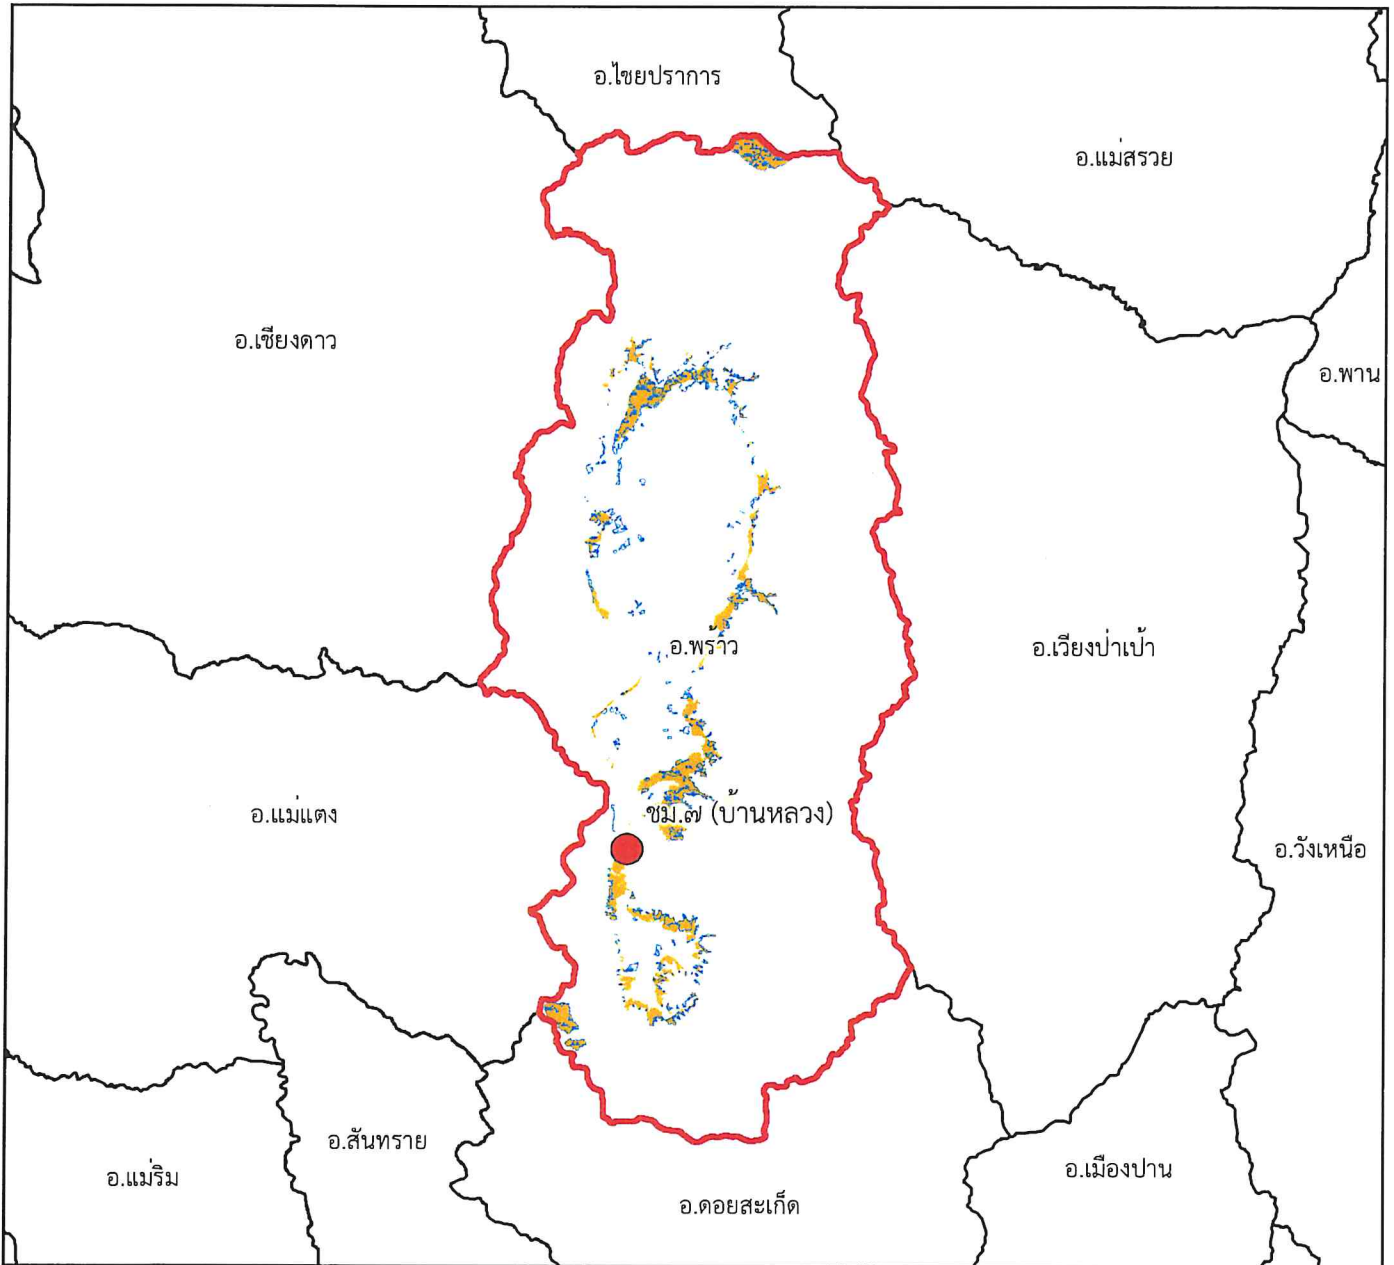 อ.ไชยปราการ
อ.แม่สรวย
อ.เชียงดาว
อ.พาน
อ.พร้าว
อ.เวียงป่าเป้า
อ.แม่แตง
ชม.๗ (บ้านหลวง)
อ.วังเหนือ
อ.สันทราย
อ.แม่ริม
อ.เมืองปาน
อ.ดอยสะเก็ด